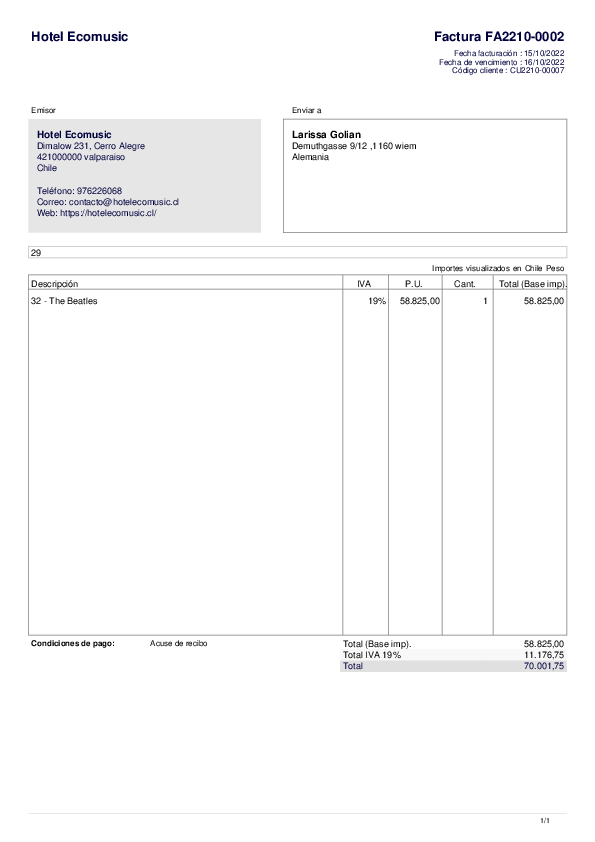 Hotel Ecomusic
Factura FA2210-0002
Fecha facturación : 15/10/2022
Fecha de vencimiento : 16/10/2022
Código cliente : CU2210-00007
Emisor
Hotel Ecomusic
Dimalow 231, Cerro Alegre
421000000 valparaiso
Chile
Teléfono: 976226068
Correo: contacto@hotelecomusic.cl
Web: https://hotelecomusic.cl/
Enviar a
Larissa Golian
Demuthgasse 9/12 ,1160 wiem
Alemania
29
Importes visualizados en Chile Peso
Descripción IVA P.U. Cant. Total (Base imp).
32 - The Beatles 19% 58.825,00 1 58.825,00
Condiciones de pago: Acuse de recibo
Total (Base imp). 58.825,00
Total IVA 19% 11.176,75
Total 70.001,75
1/1